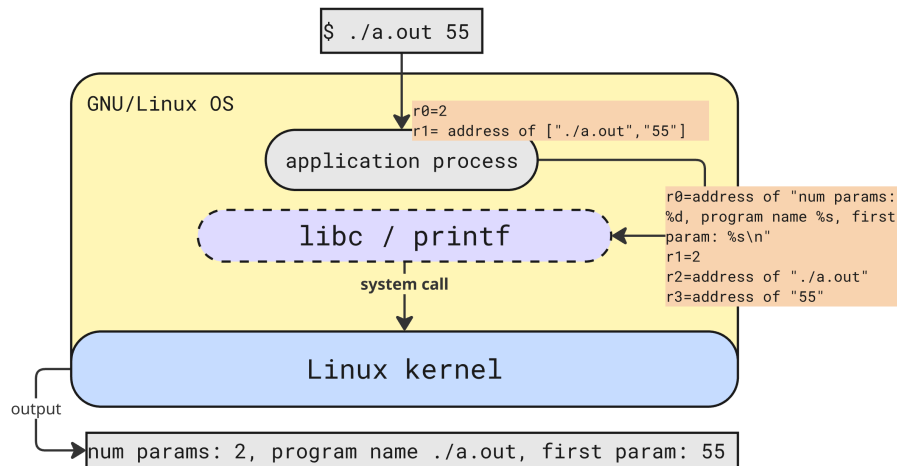 $ ./a.out 55
GNU/Linux OS
r0=2
r1= address of ["./a.out","55"]
application process
r0=address of "num params:
%d, program name %s, first
param: %s\n"
r1=2
r2=address of "./a.out"
r3=address of "55"
libc / printf
system call
Linux kernel
output
num params: 2, program name ./a.out, first param: 55